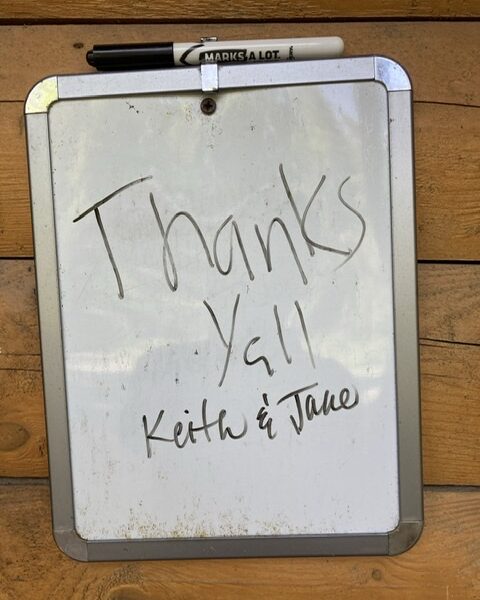 MARKS A LOT
Thanks
Yall
Keith & Jane